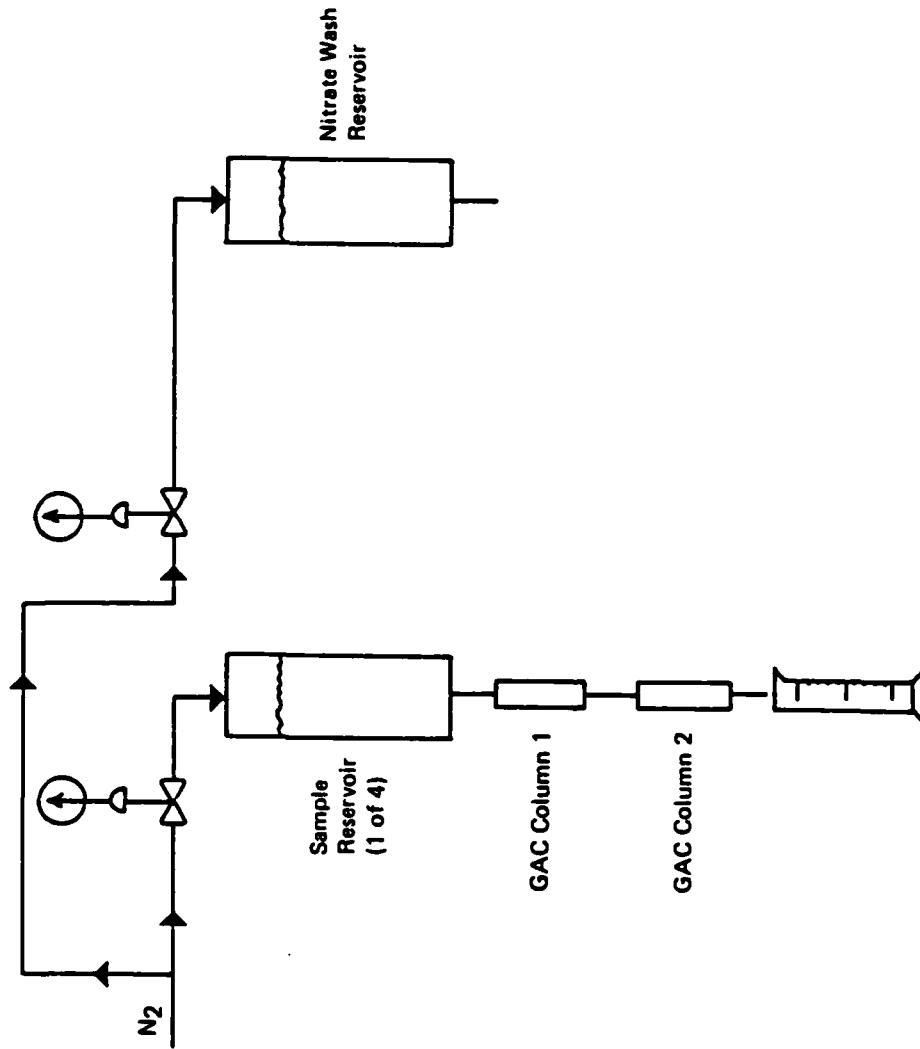 N2
Sample
Reservoir
(1 of 4)
GAC Column 1
GAC Column 2
Nitrate Wash
Reservoir